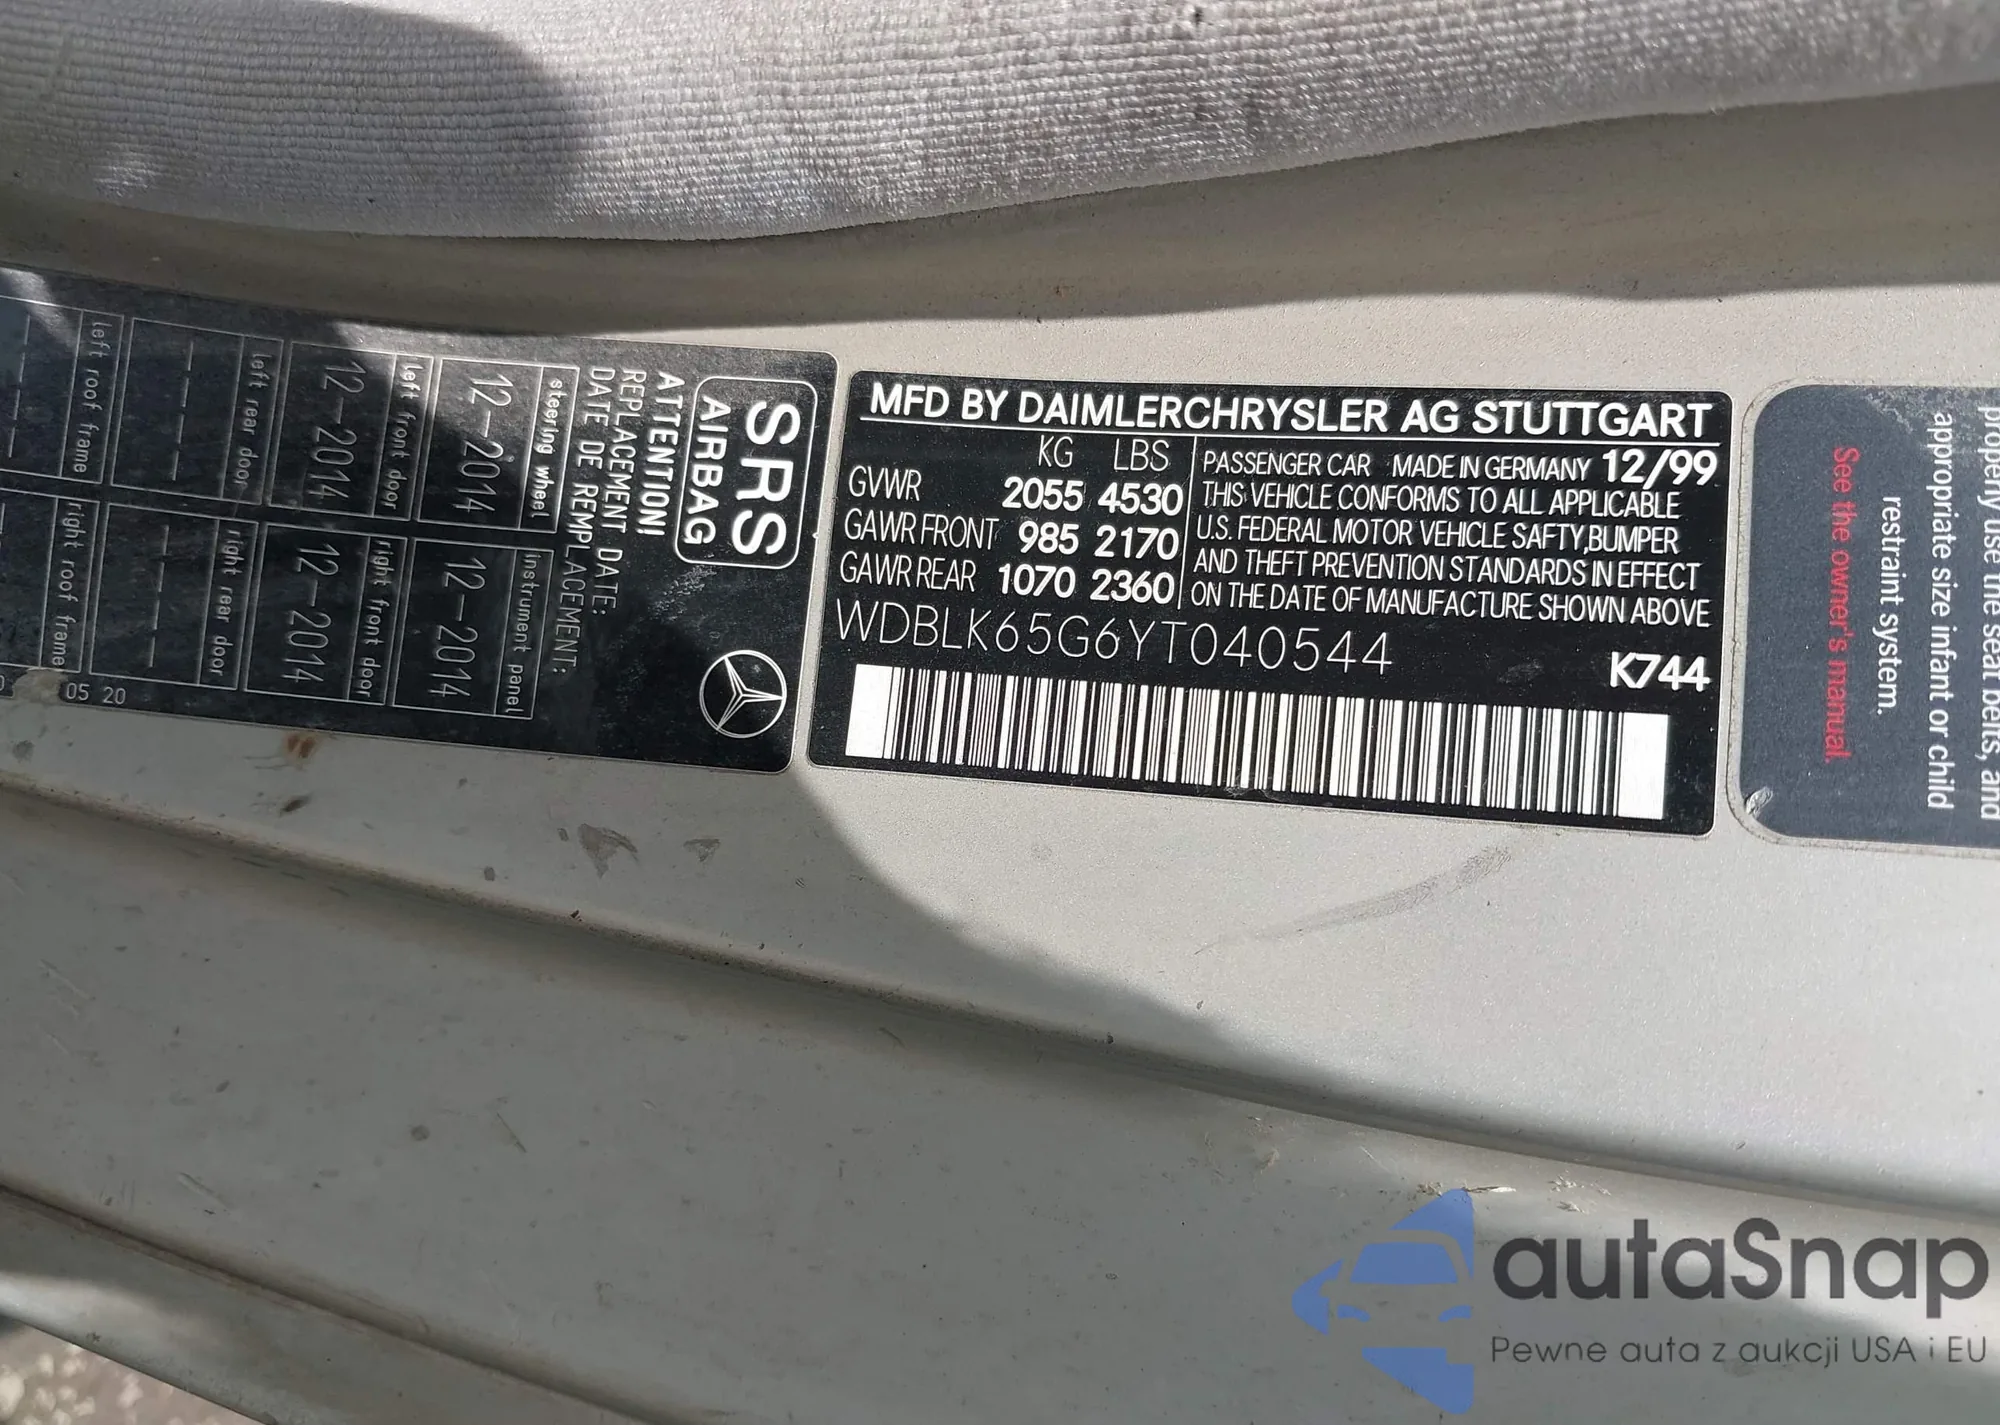 SRS
AIRBAG
ATTENTION!
REPLACEMENT DATE:
DATE DE REMPLACEMENT:
steering wheel
12-2014
instrument panel
12-2014
left front door
12-2014
right front door
12-2014
left rear door
right rear door
left roof frame
right roof frame
05 20
MFD BY DAIMLERCHRYSLER AG STUTTGART
KG LBS
GVWR 2055 4530
GAWR FRONT 985 2170
GAWR REAR 1070 2360
PASSENGER CAR MADE IN GERMANY 12/99
THIS VEHICLE CONFORMS TO ALL APPLICABLE
U.S. FEDERAL MOTOR VEHICLE SAFTY,BUMPER
AND THEFT PREVENTION STANDARDS IN EFFECT
ON THE DATE OF MANUFACTURE SHOWN ABOVE
WDBLK65G6YT040544
K744
properly use the seat belts, and
appropriate size infant or child
restraint system.
See the owner's manual.
autaSnap
Pewne auta z aukcji USA i EU